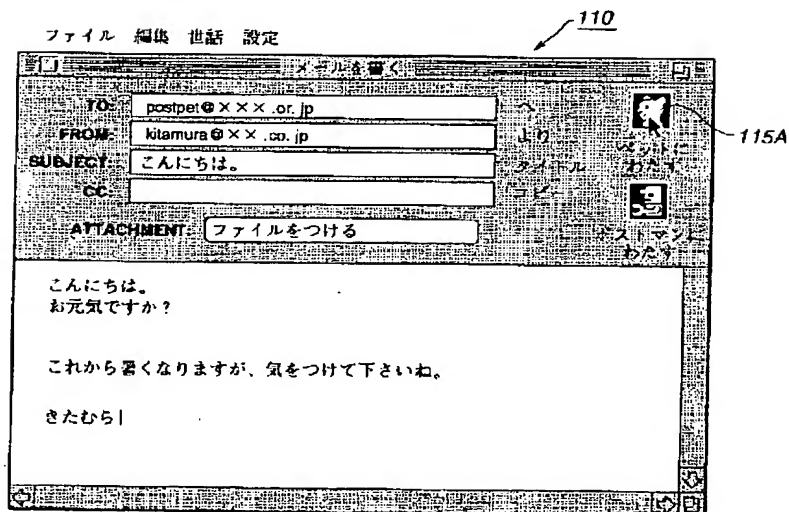 110
ファイル 編集 世話 設定
メールを書く
TO: postpet@×××.or.jp へ
FROM: kitamura@××.co.jp より
SUBJECT: こんにちは。 タイトル
CC: コピー
ATTACHMENT: ファイルをつける
ペットに
わたす
115A
ポストマンに
わたす
こんにちは。
お元気ですか?
これから暑くなりますが、気をつけて下さいね。
きたむら